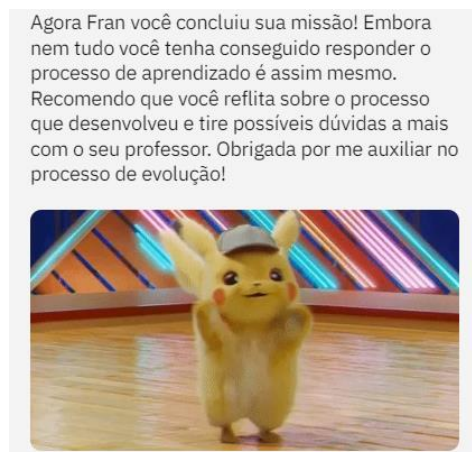 Agora Fran você concluiu sua missão! Embora
nem tudo você tenha conseguido responder o
processo de aprendizado é assim mesmo.
Recomendo que você reflita sobre o processo
que desenvolveu e tire possíveis dúvidas a mais
com o seu professor. Obrigada por me auxiliar no
processo de evolução!